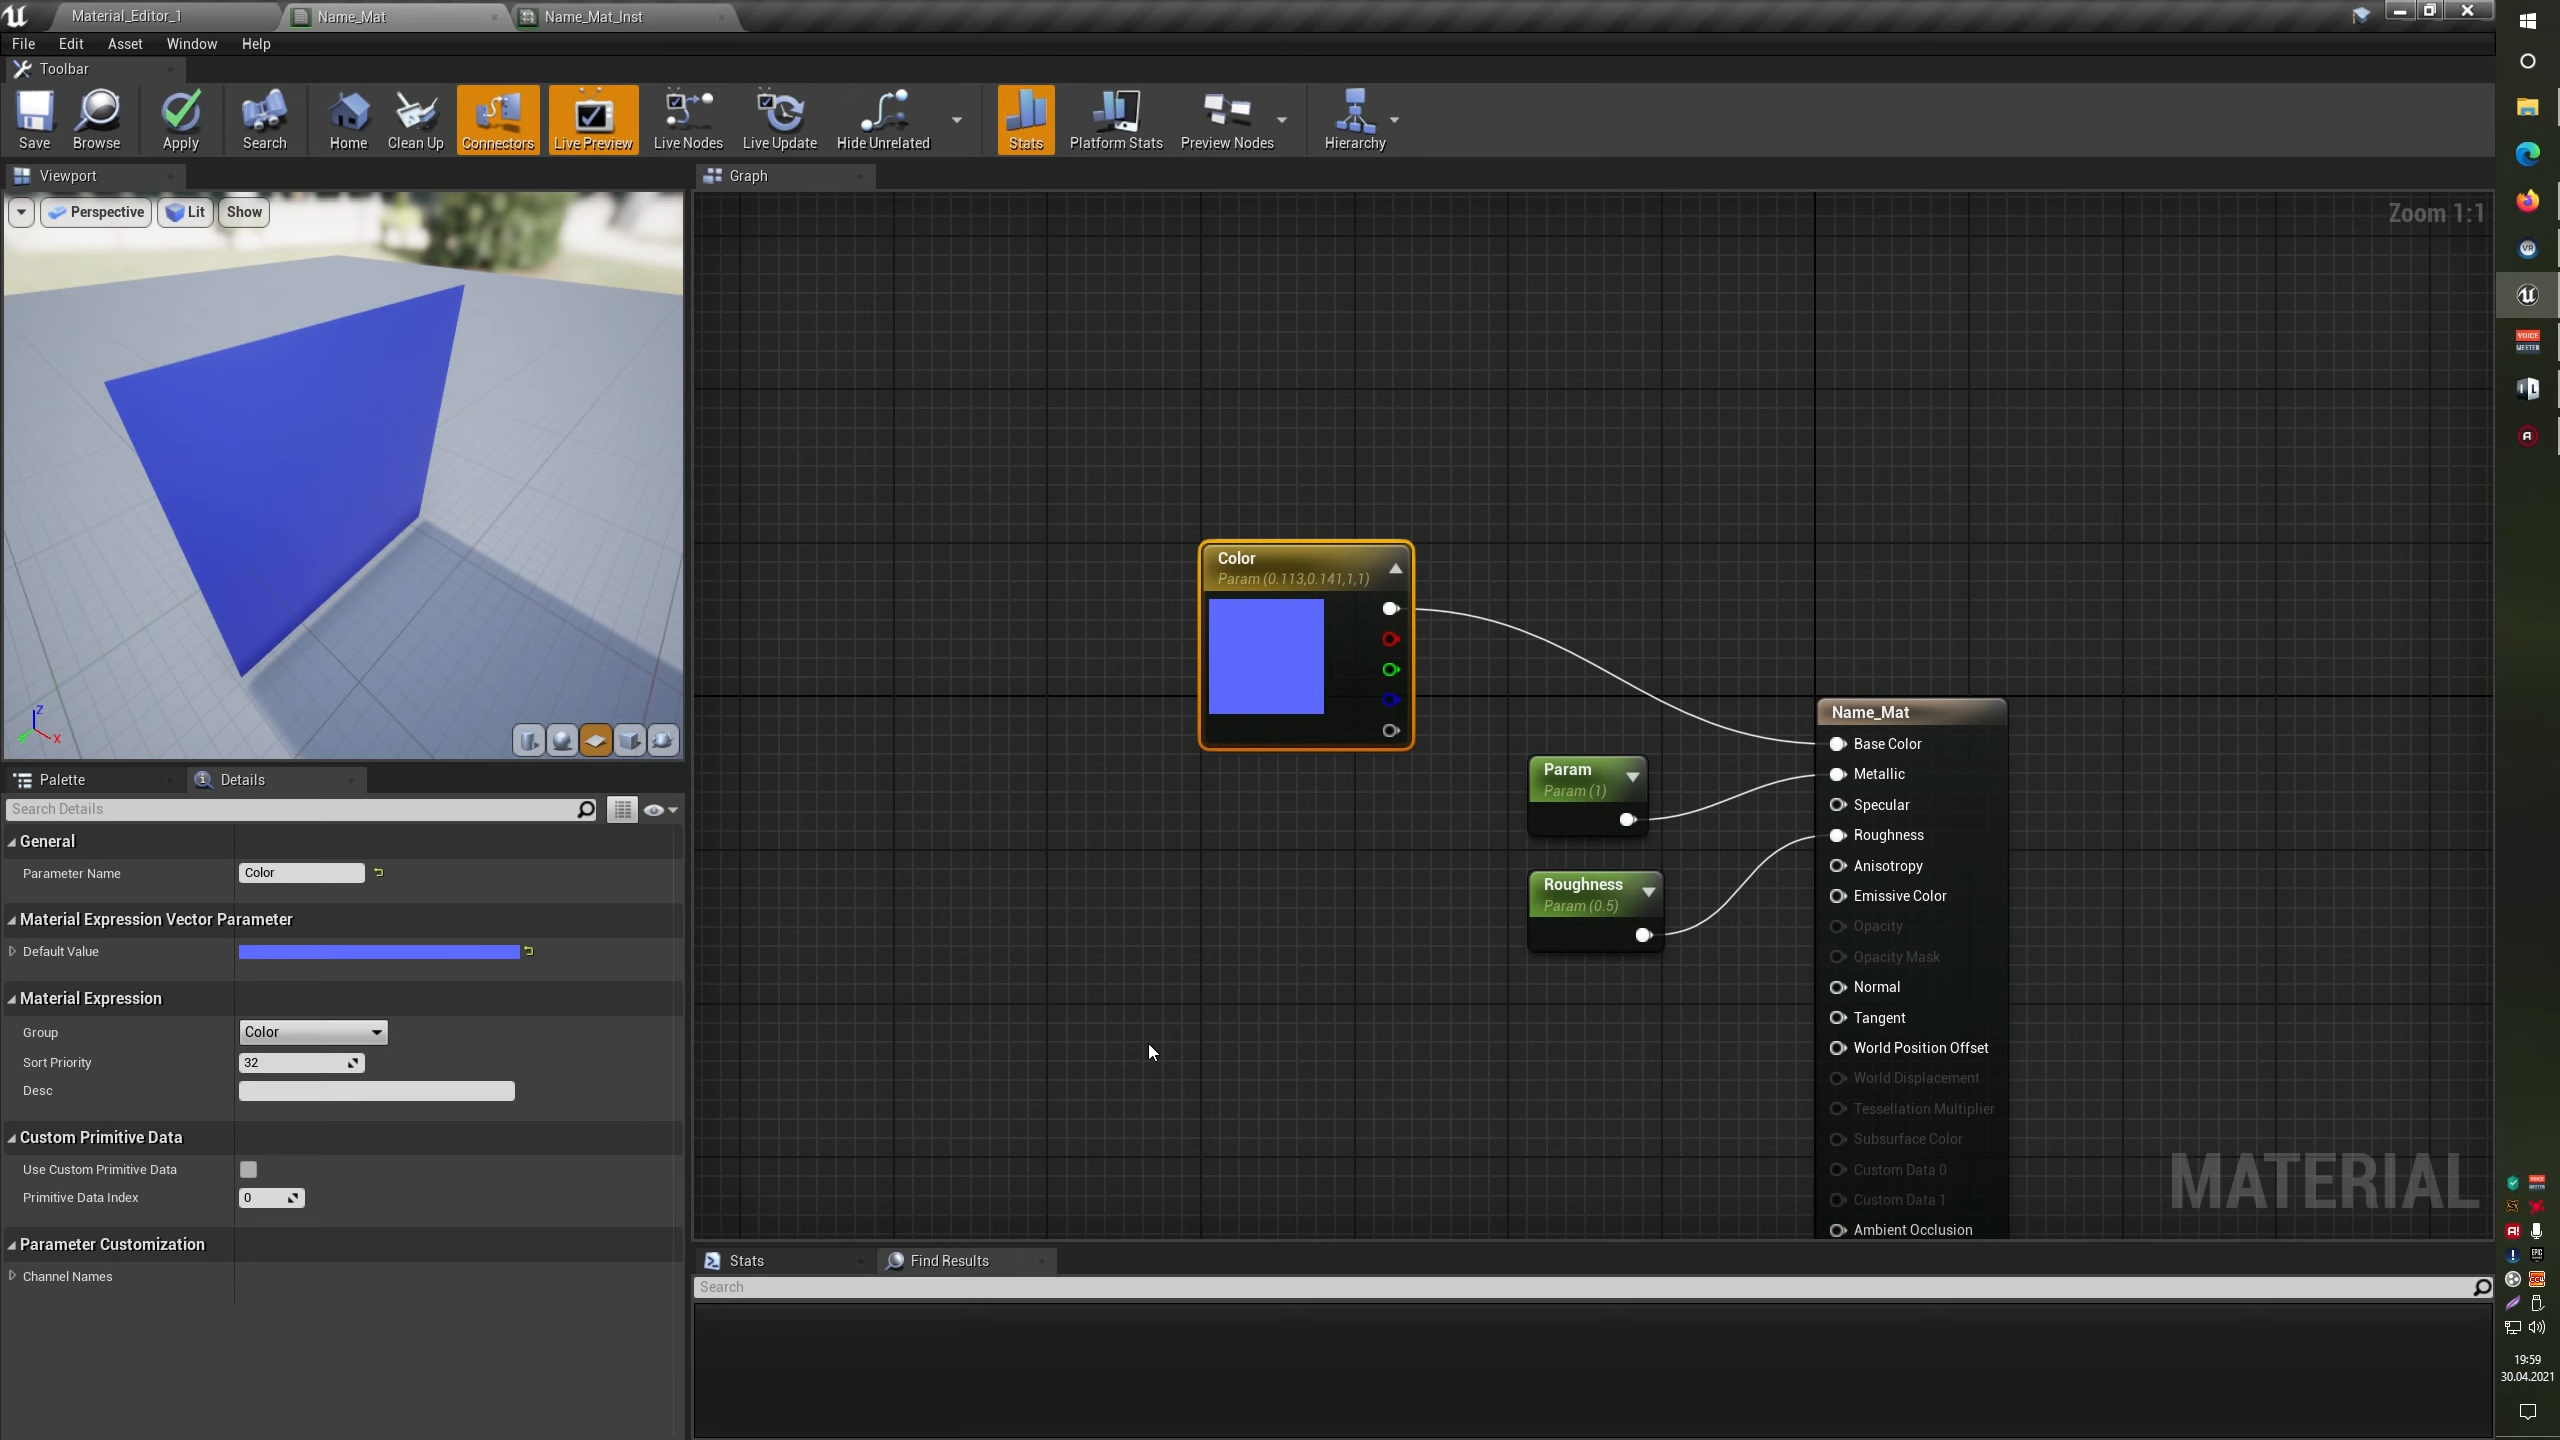 Material_Editor_1
Name_Mat
Name_Mat_Inst
File Edit Asset Window Help
Toolbar
Save Browse Apply Search Home Clean Up Connectors Live Preview Live Nodes Live Update Hide Unrelated Stats Platform Stats Preview Nodes Hierarchy
Viewport
Perspective Lit Show
Z
X
Palette
Details
Search Details
General
Parameter Name Color
Material Expression Vector Parameter
Default Value
Material Expression
Group Color
Sort Priority 32
Desc
Custom Primitive Data
Use Custom Primitive Data
Primitive Data Index 0
Parameter Customization
Channel Names
Graph
Zoom 1:1
Color
Param (0.113,0.141,1,1)
Param
Param (1)
Roughness
Param (0.5)
Name_Mat
Base Color
Metallic
Specular
Roughness
Anisotropy
Emissive Color
Opacity
Opacity Mask
Normal
Tangent
World Position Offset
World Displacement
Tessellation Multiplier
Subsurface Color
Custom Data 0
Custom Data 1
Ambient Occlusion
MATERIAL
Stats
Find Results
Search
VR
VOICE
MEETER
19:59
30.04.2021